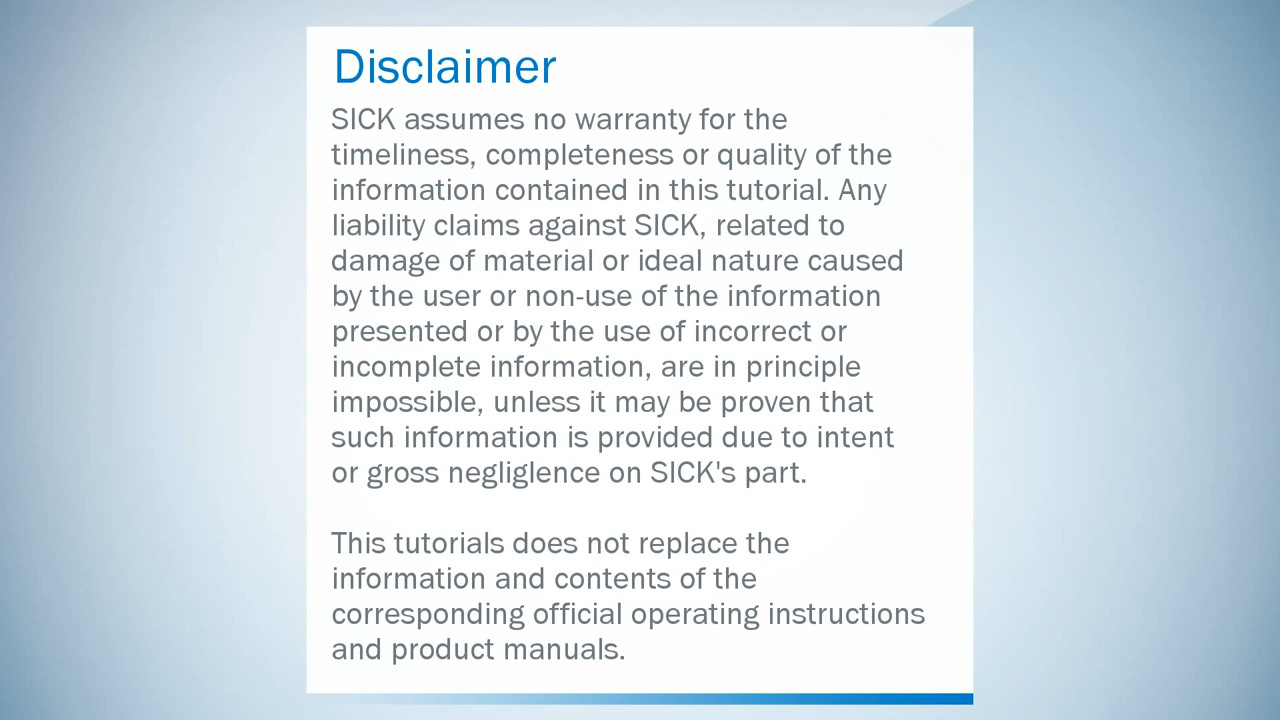 Disclaimer
SICK assumes no warranty for the
timeliness, completeness or quality of the
information contained in this tutorial. Any
liability claims against SICK, related to
damage of material or ideal nature caused
by the user or non-use of the information
presented or by the use of incorrect or
incomplete information, are in principle
impossible, unless it may be proven that
such information is provided due to intent
or gross negliglence on SICK's part.
This tutorials does not replace the
information and contents of the
corresponding official operating instructions
and product manuals.